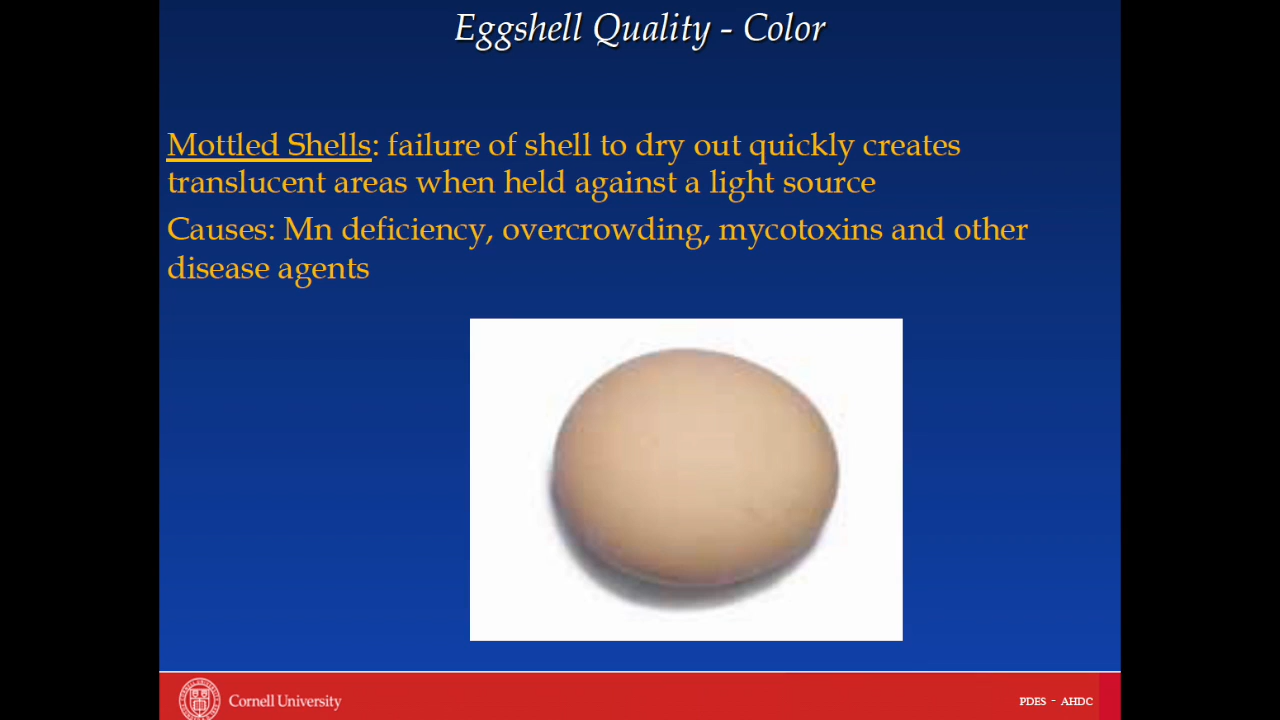 Eggshell Quality - Color
Mottled Shells: failure of shell to dry out quickly creates
translucent areas when held against a light source
Causes: Mn deficiency, overcrowding, mycotoxins and other
disease agents
Cornell University
PDES - AHDC